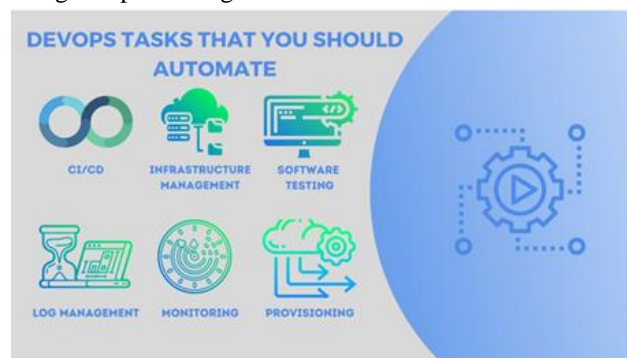 DEVOPS TASKS THAT YOU SHOULD
AUTOMATE
CI/CD
INFRASTRUCTURE
MANAGEMENT
SOFTWARE
TESTING
LOG MANAGEMENT
MONITORING
PROVISIONING